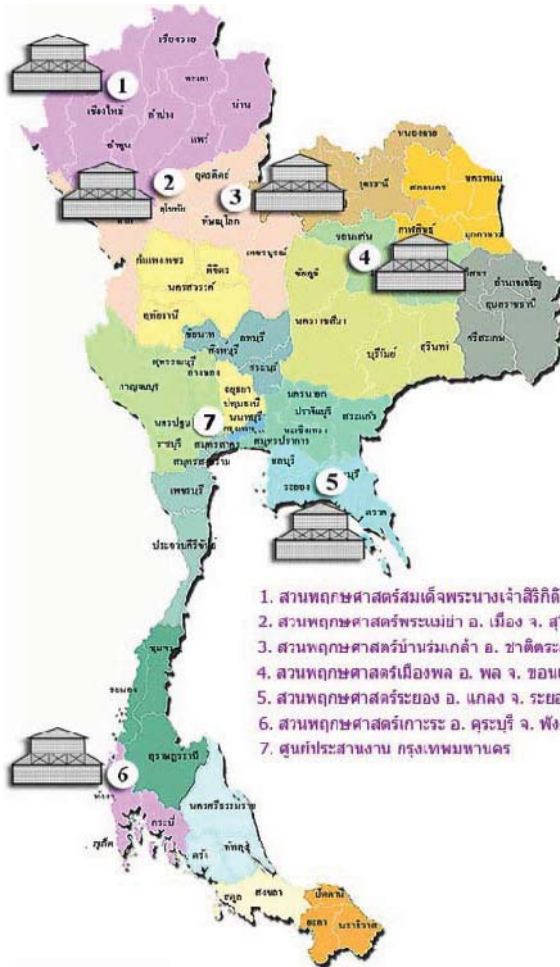 เชียงราย
1
พะเยา
เชียงใหม่
ลำปาง
น่าน
แพร่
ลำพูน
หนองคาย
2
อุตรดิตถ์
3
อุดรธานี
สกลนคร
นครพนม
ตาก
สุโขทัย
พิษณุโลก
ขอนแก่น
กาฬสินธุ์
มุกดาหาร
กำแพงเพชร
พิจิตร
เพชรบูรณ์
4
ชัยภูมิ
อำนาจเจริญ
นครสวรรค์
อุบลราชธานี
อุทัยธานี
นครราชสีมา
บุรีรัมย์
สุรินทร์
ศรีสะเกษ
ชัยนาท
ลพบุรี
สิงห์บุรี
สุพรรณบุรี
อ่างทอง
สระบุรี
กาญจนบุรี
อยุธยา
นครนายก
ปทุมธานี
ปราจีนบุรี
สระแก้ว
นครปฐม
7
นนทบุรี
กรุงเทพฯ
ฉะเชิงเทรา
ราชบุรี
สมุทรสาคร
สมุทรปราการ
สมุทรสงคราม
ชลบุรี
เพชรบุรี
ระยอง
5
ตราด
ประจวบคีรีขันธ์
1. สวนพฤกษศาสตร์สมเด็จพระนางเจ้าสิริกิติ
2. สวนพฤกษศาสตร์พระแม่ย่า อ. เมือง จ. สุ
3. สวนพฤกษศาสตร์บ้านร่มเกล้า อ. ชาติตระ
4. สวนพฤกษศาสตร์เมืองพล อ. พล จ. ขอน
5. สวนพฤกษศาสตร์ระยอง อ. แกลง จ. ระยอ
6. สวนพฤกษศาสตร์เกาะระ อ. คุระบุรี จ. พัง
7. ศูนย์ประสานงาน กรุงเทพมหานคร
ชุมพร
ระนอง
สุราษฎร์ธานี
6
พังงา
นครศรีธรรมราช
กระบี่
ภูเก็ต
ตรัง
พัทลุง
สตูล
สงขลา
ปัตตานี
ยะลา
นราธิวาส